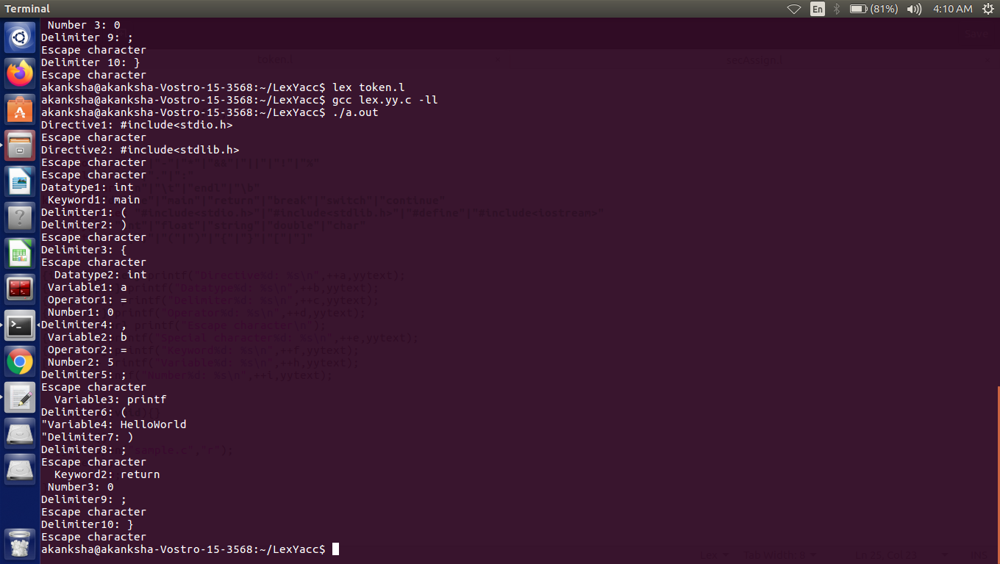 Terminal
En (81%) 4:10 AM
 Number 3: 0
Delimiter 9: ;
Escape character
Delimiter 10: }
Escape character
akanksha@akanksha-Vostro-15-3568:~/LexYacc$ lex token.l
akanksha@akanksha-Vostro-15-3568:~/LexYacc$ gcc lex.yy.c -ll
akanksha@akanksha-Vostro-15-3568:~/LexYacc$ ./a.out
Directive1: #include<stdio.h>
Escape character
Directive2: #include<stdlib.h>
Escape character
Escape character
Datatype1: int
 Keyword1: main
Delimiter1: (
Delimiter2: )
Escape character
Delimiter3: {
Escape character
  Datatype2: int
 Variable1: a
 Operator1: =
 Number1: 0
Delimiter4: ,
 Variable2: b
 Operator2: =
 Number2: 5
Delimiter5: ;
Escape character
  Variable3: printf
Delimiter6: (
"Variable4: HelloWorld
"Delimiter7: )
Delimiter8: ;
Escape character
  Keyword2: return
 Number3: 0
Delimiter9: ;
Escape character
Delimiter10: }
Escape character
akanksha@akanksha-Vostro-15-3568:~/LexYacc$